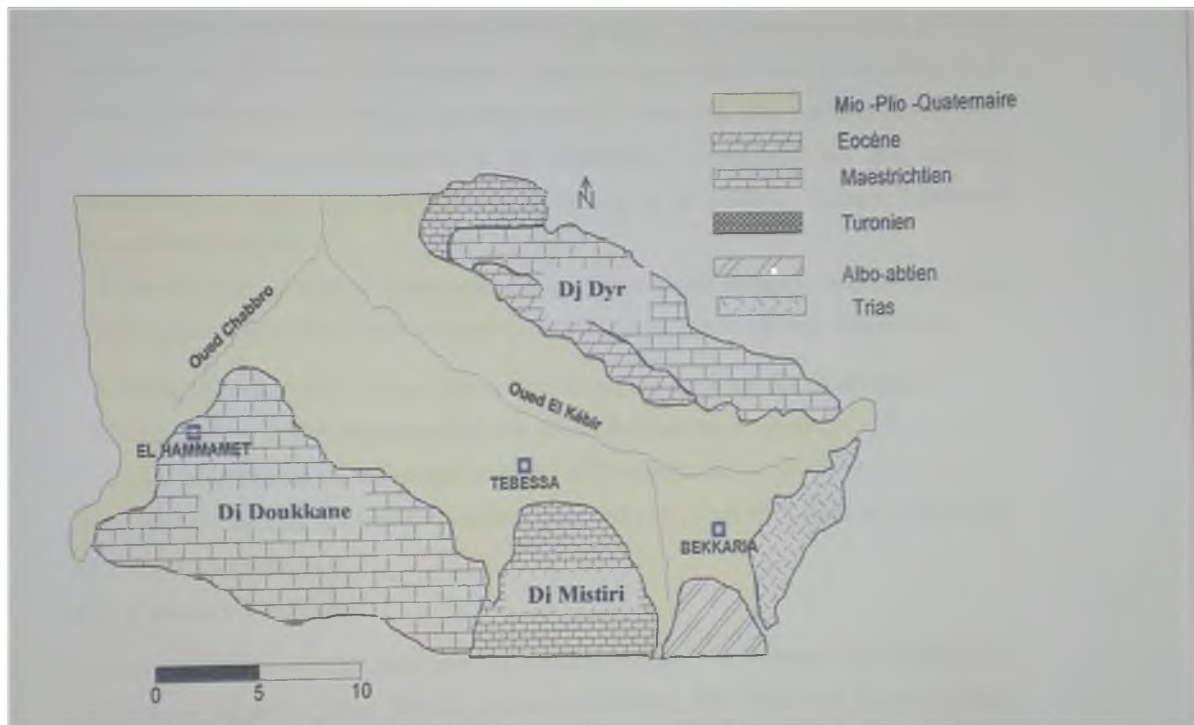 Mio -Plio -Quaternaire
Eocéne
Maestrichtien
Turonien
Albo-abtien
Trias
N
Dj Dyr
Oued Chabbro
Oued El Kébir
EL HAMMAMET
TEBESSA
Dj Doukkane
BEKKARIA
Dj Mistiri
0 5 10